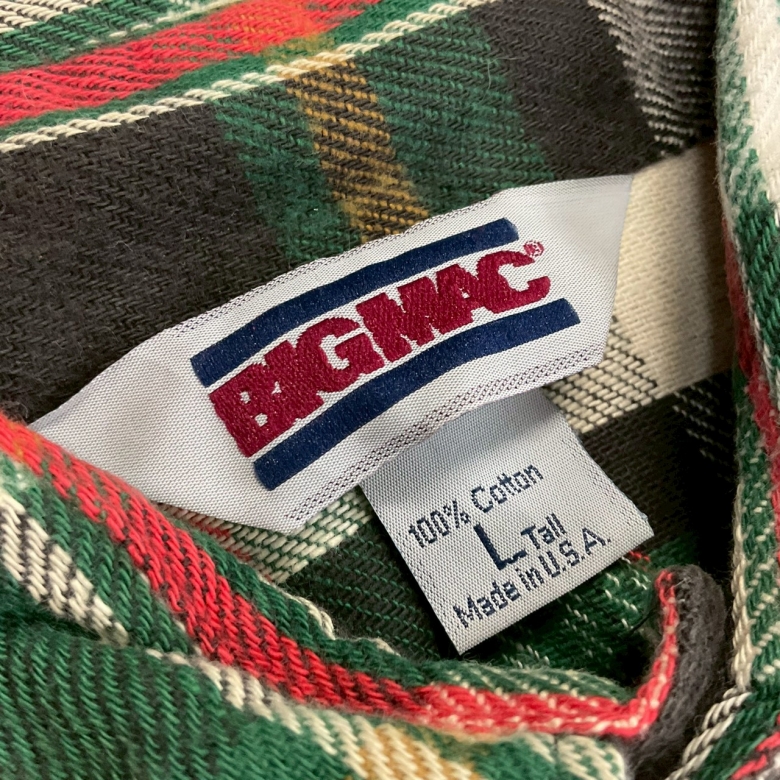 BIG MAC®
100% Cotton
L Tall
Made in U.S.A.